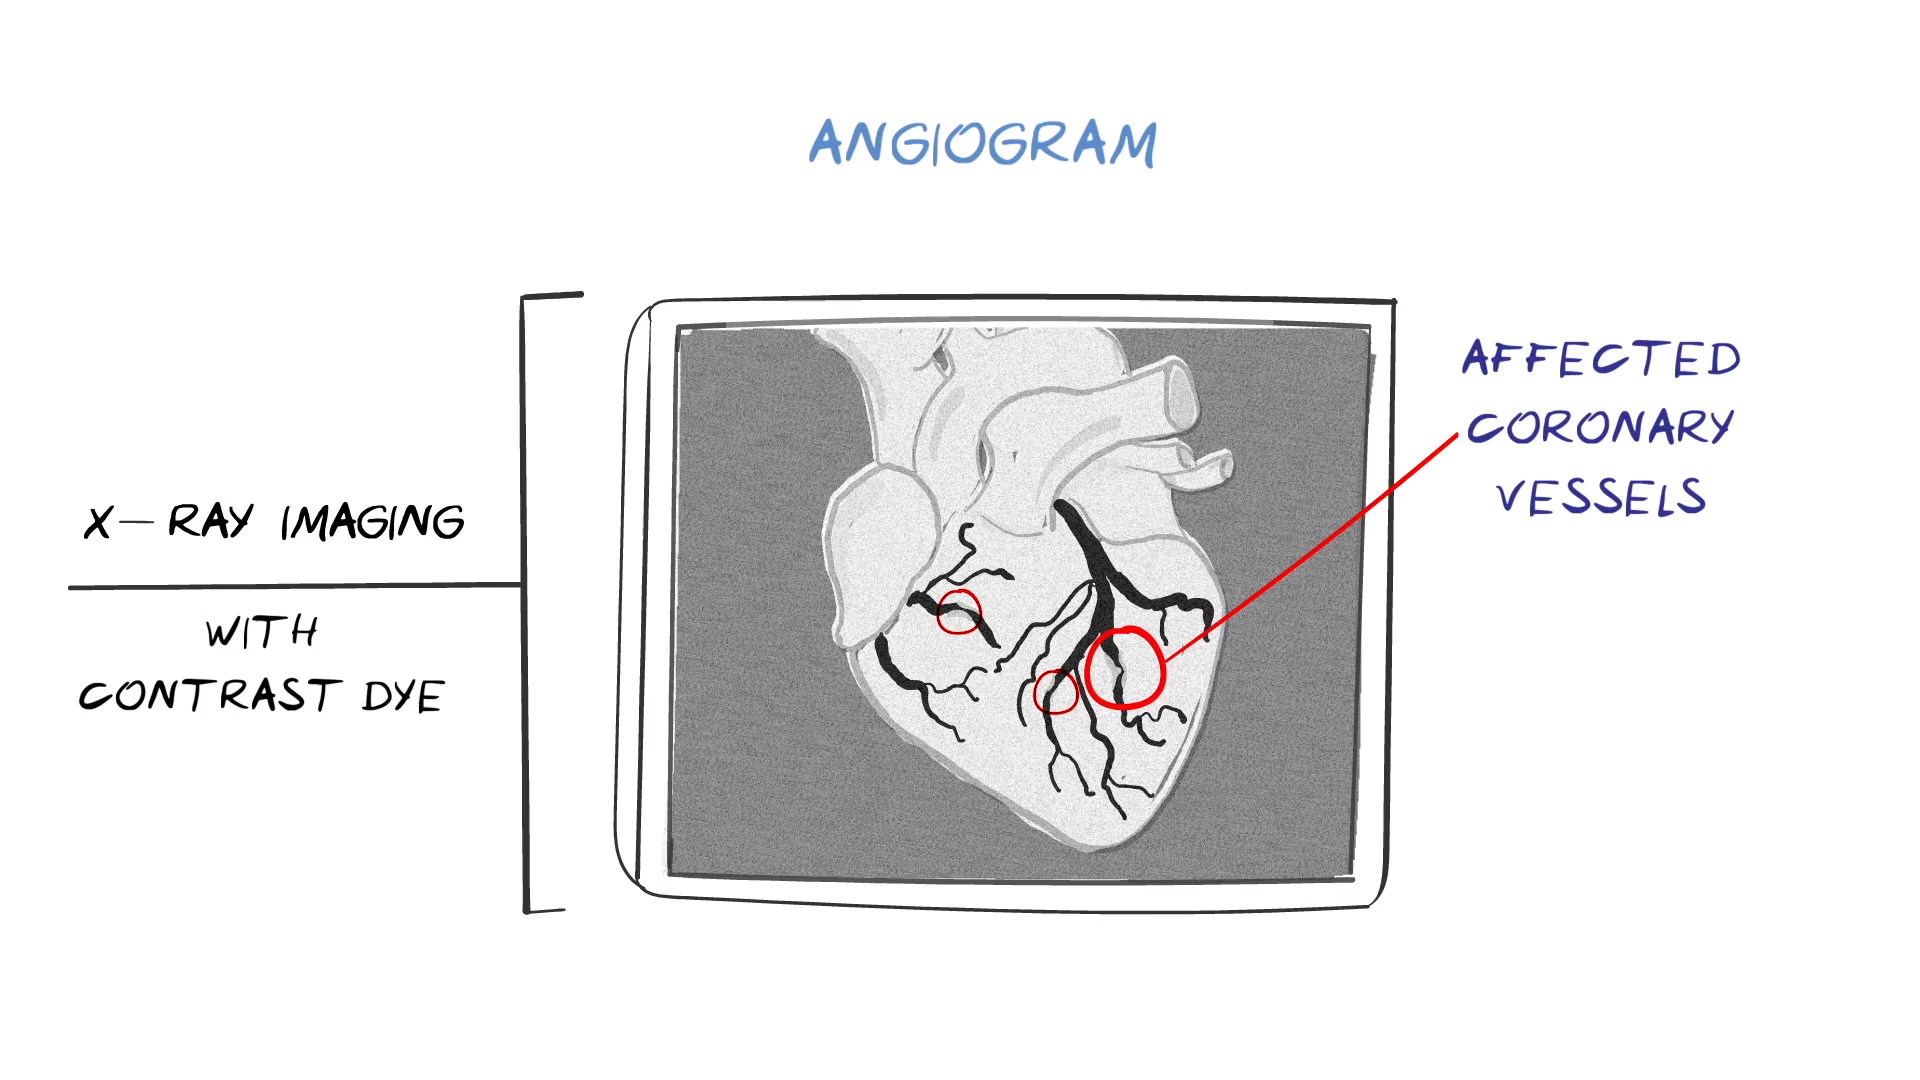 ANGIOGRAM
X-RAY IMAGING
WITH
CONTRAST DYE
AFFECTED
CORONARY
VESSELS